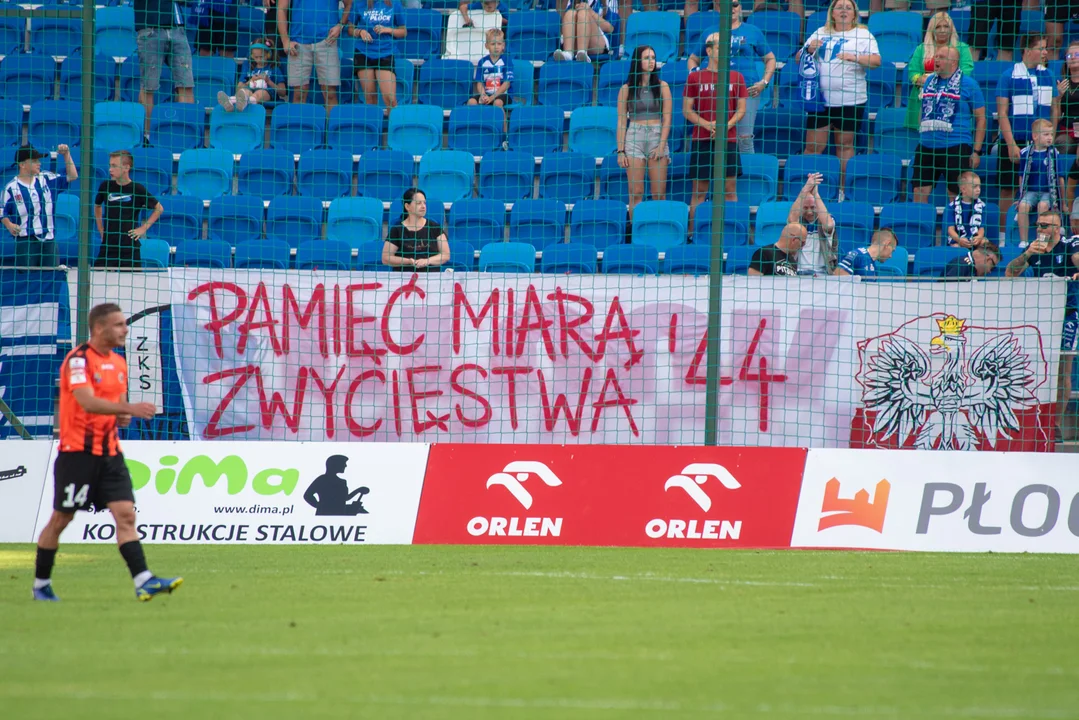 PAMIĘĆ MIARĄ '44
ZWYCIĘSTWA
ZKS
14
DiMa
www.dima.pl
KONSTRUKCJE STALOWE
ORLEN
ORLEN
PŁOC